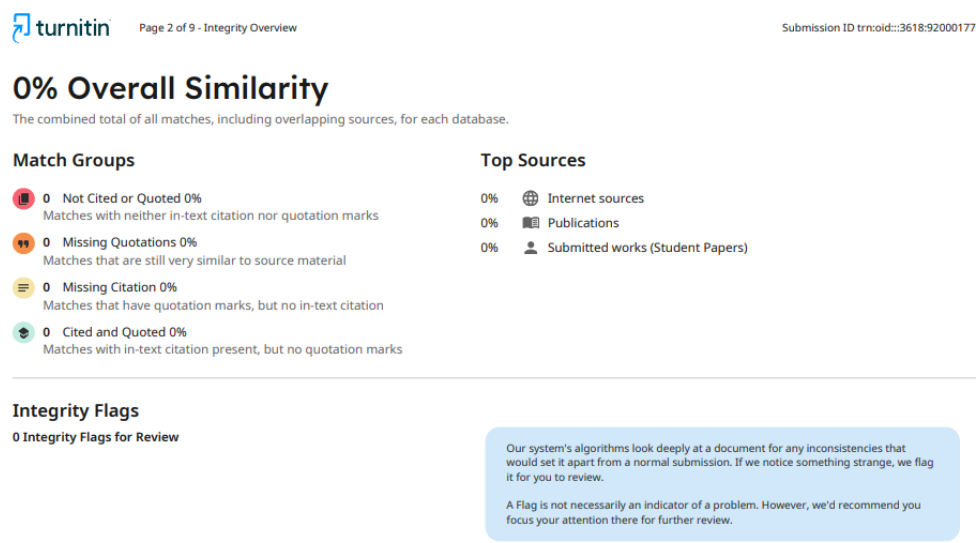 turnitin Page 2 of 9 - Integrity Overview Submission ID trn:oid:::3618:92000177
0% Overall Similarity
The combined total of all matches, including overlapping sources, for each database.
Match Groups
0 Not Cited or Quoted 0%
Matches with neither in-text citation nor quotation marks
0 Missing Quotations 0%
Matches that are still very similar to source material
0 Missing Citation 0%
Matches that have quotation marks, but no in-text citation
0 Cited and Quoted 0%
Matches with in-text citation present, but no quotation marks
Top Sources
0% Internet sources
0% Publications
0% Submitted works (Student Papers)
Integrity Flags
0 Integrity Flags for Review
Our system's algorithms look deeply at a document for any inconsistencies that
would set it apart from a normal submission. If we notice something strange, we flag
it for you to review.
A Flag is not necessarily an indicator of a problem. However, we'd recommend you
focus your attention there for further review.